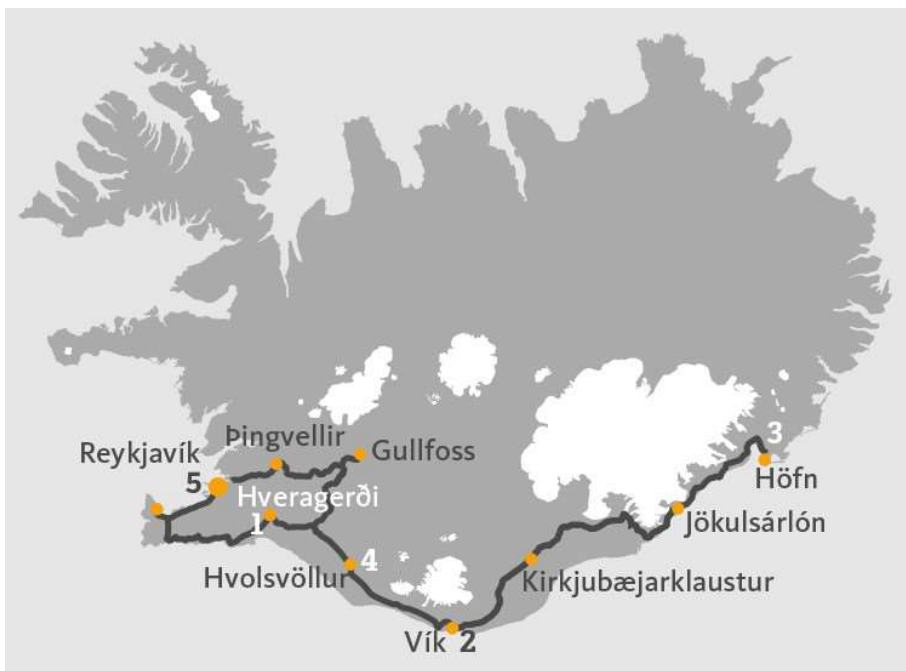 Þingvellir
Reykjavík
Gullfoss
5
Hveragerði
1
3
Höfn
Jökulsárlón
4
Hvolsvöllur
Kirkjubæjarklaustur
Vík 2